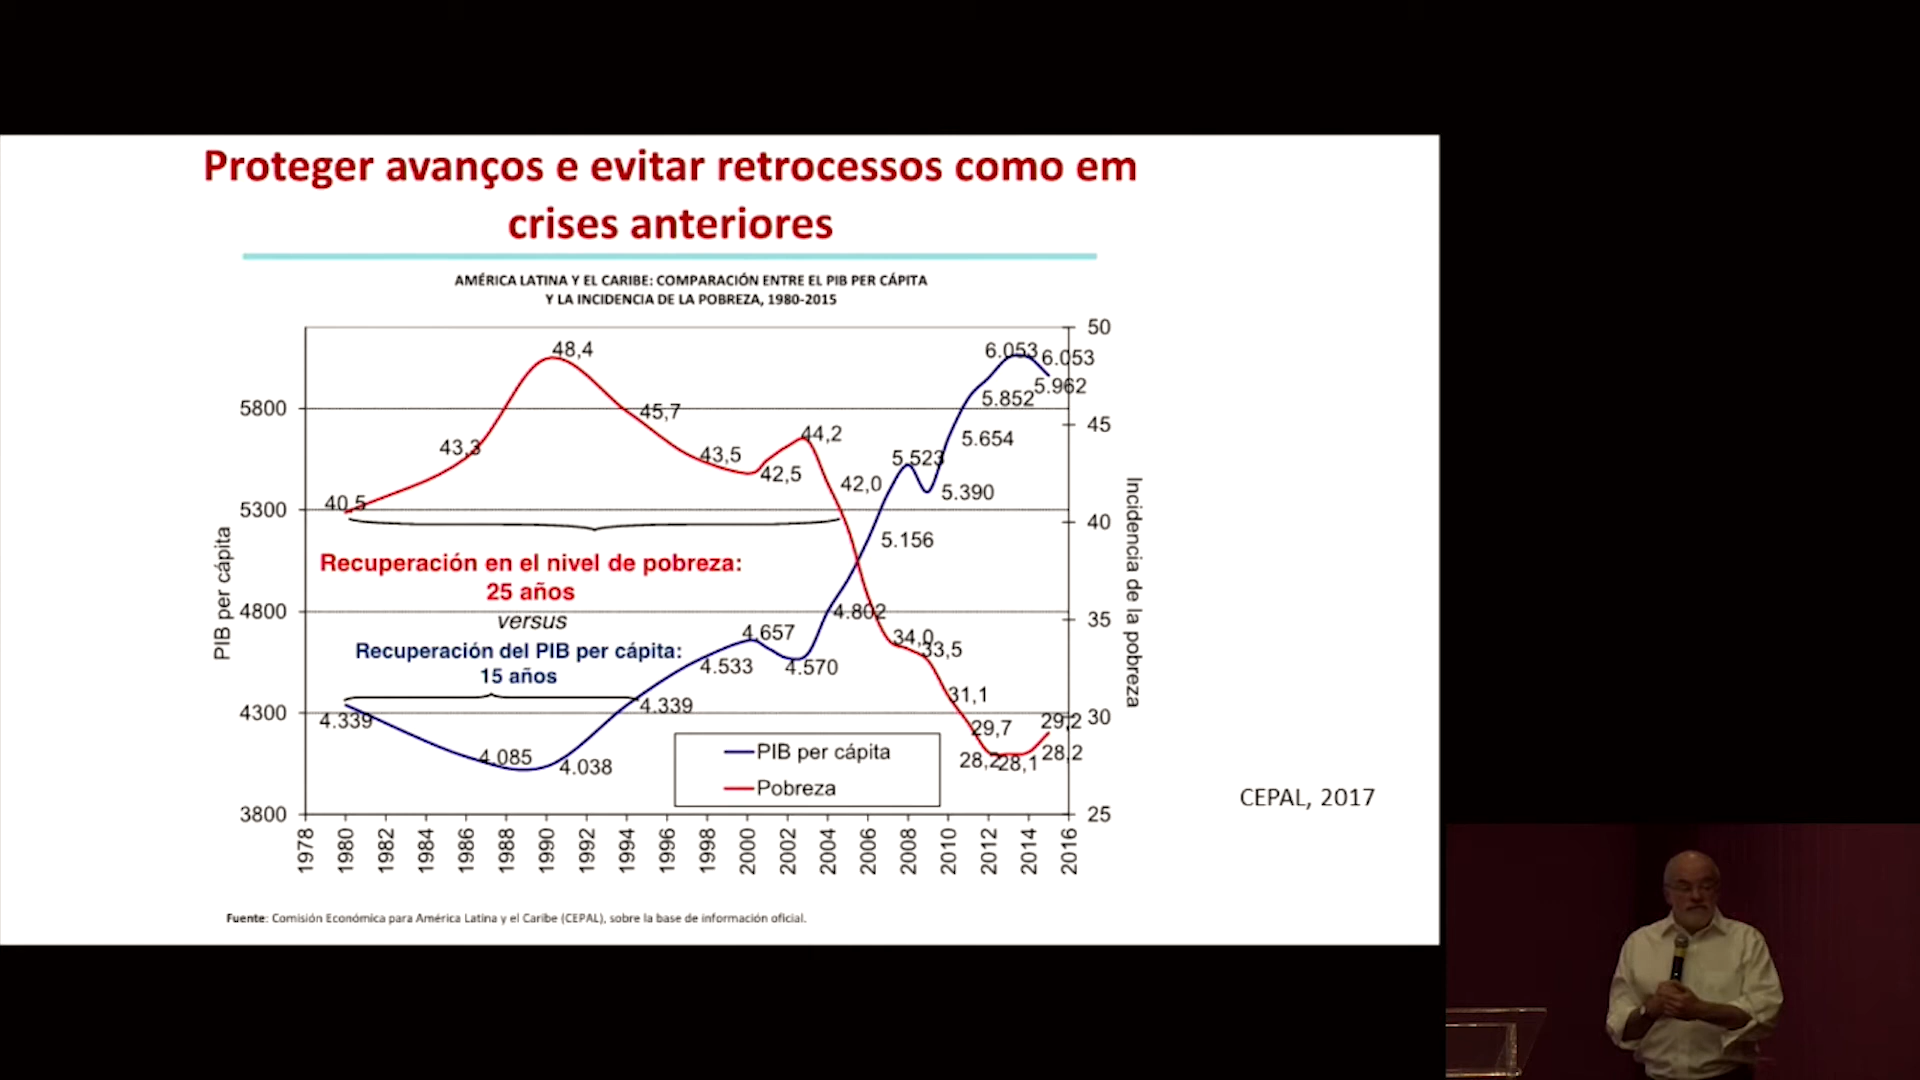 Proteger avanços e evitar retrocessos como em
crises anteriores
AMÉRICA LATINA Y EL CARIBE: COMPARACIÓN ENTRE EL PIB PER CÁPITA
Y LA INCIDENCIA DE LA POBREZA, 1980-2015
PIB per cápita
5800
5300
4800
4300
3800
50
45
40
35
30
25
Incidencia de la pobreza
40,5
43,3
48,4
45,7
43,5
42,5
44,2
42,0
34,0
33,5
31,1
29,7
28,2
28,1
28,2
29,2
4.339
4.085
4.038
4.339
4.533
4.657
4.570
4.802
5.156
5.523
5.390
5.654
5.852
6.053
6.053
5.962
Recuperación en el nivel de pobreza:
25 años
versus
Recuperación del PIB per cápita:
15 años
PIB per cápita
Pobreza
1978 1980 1982 1984 1986 1988 1990 1992 1994 1996 1998 2000 2002 2004 2006 2008 2010 2012 2014 2016
CEPAL, 2017
Fuente: Comisión Económica para América Latina y el Caribe (CEPAL), sobre la base de información oficial.